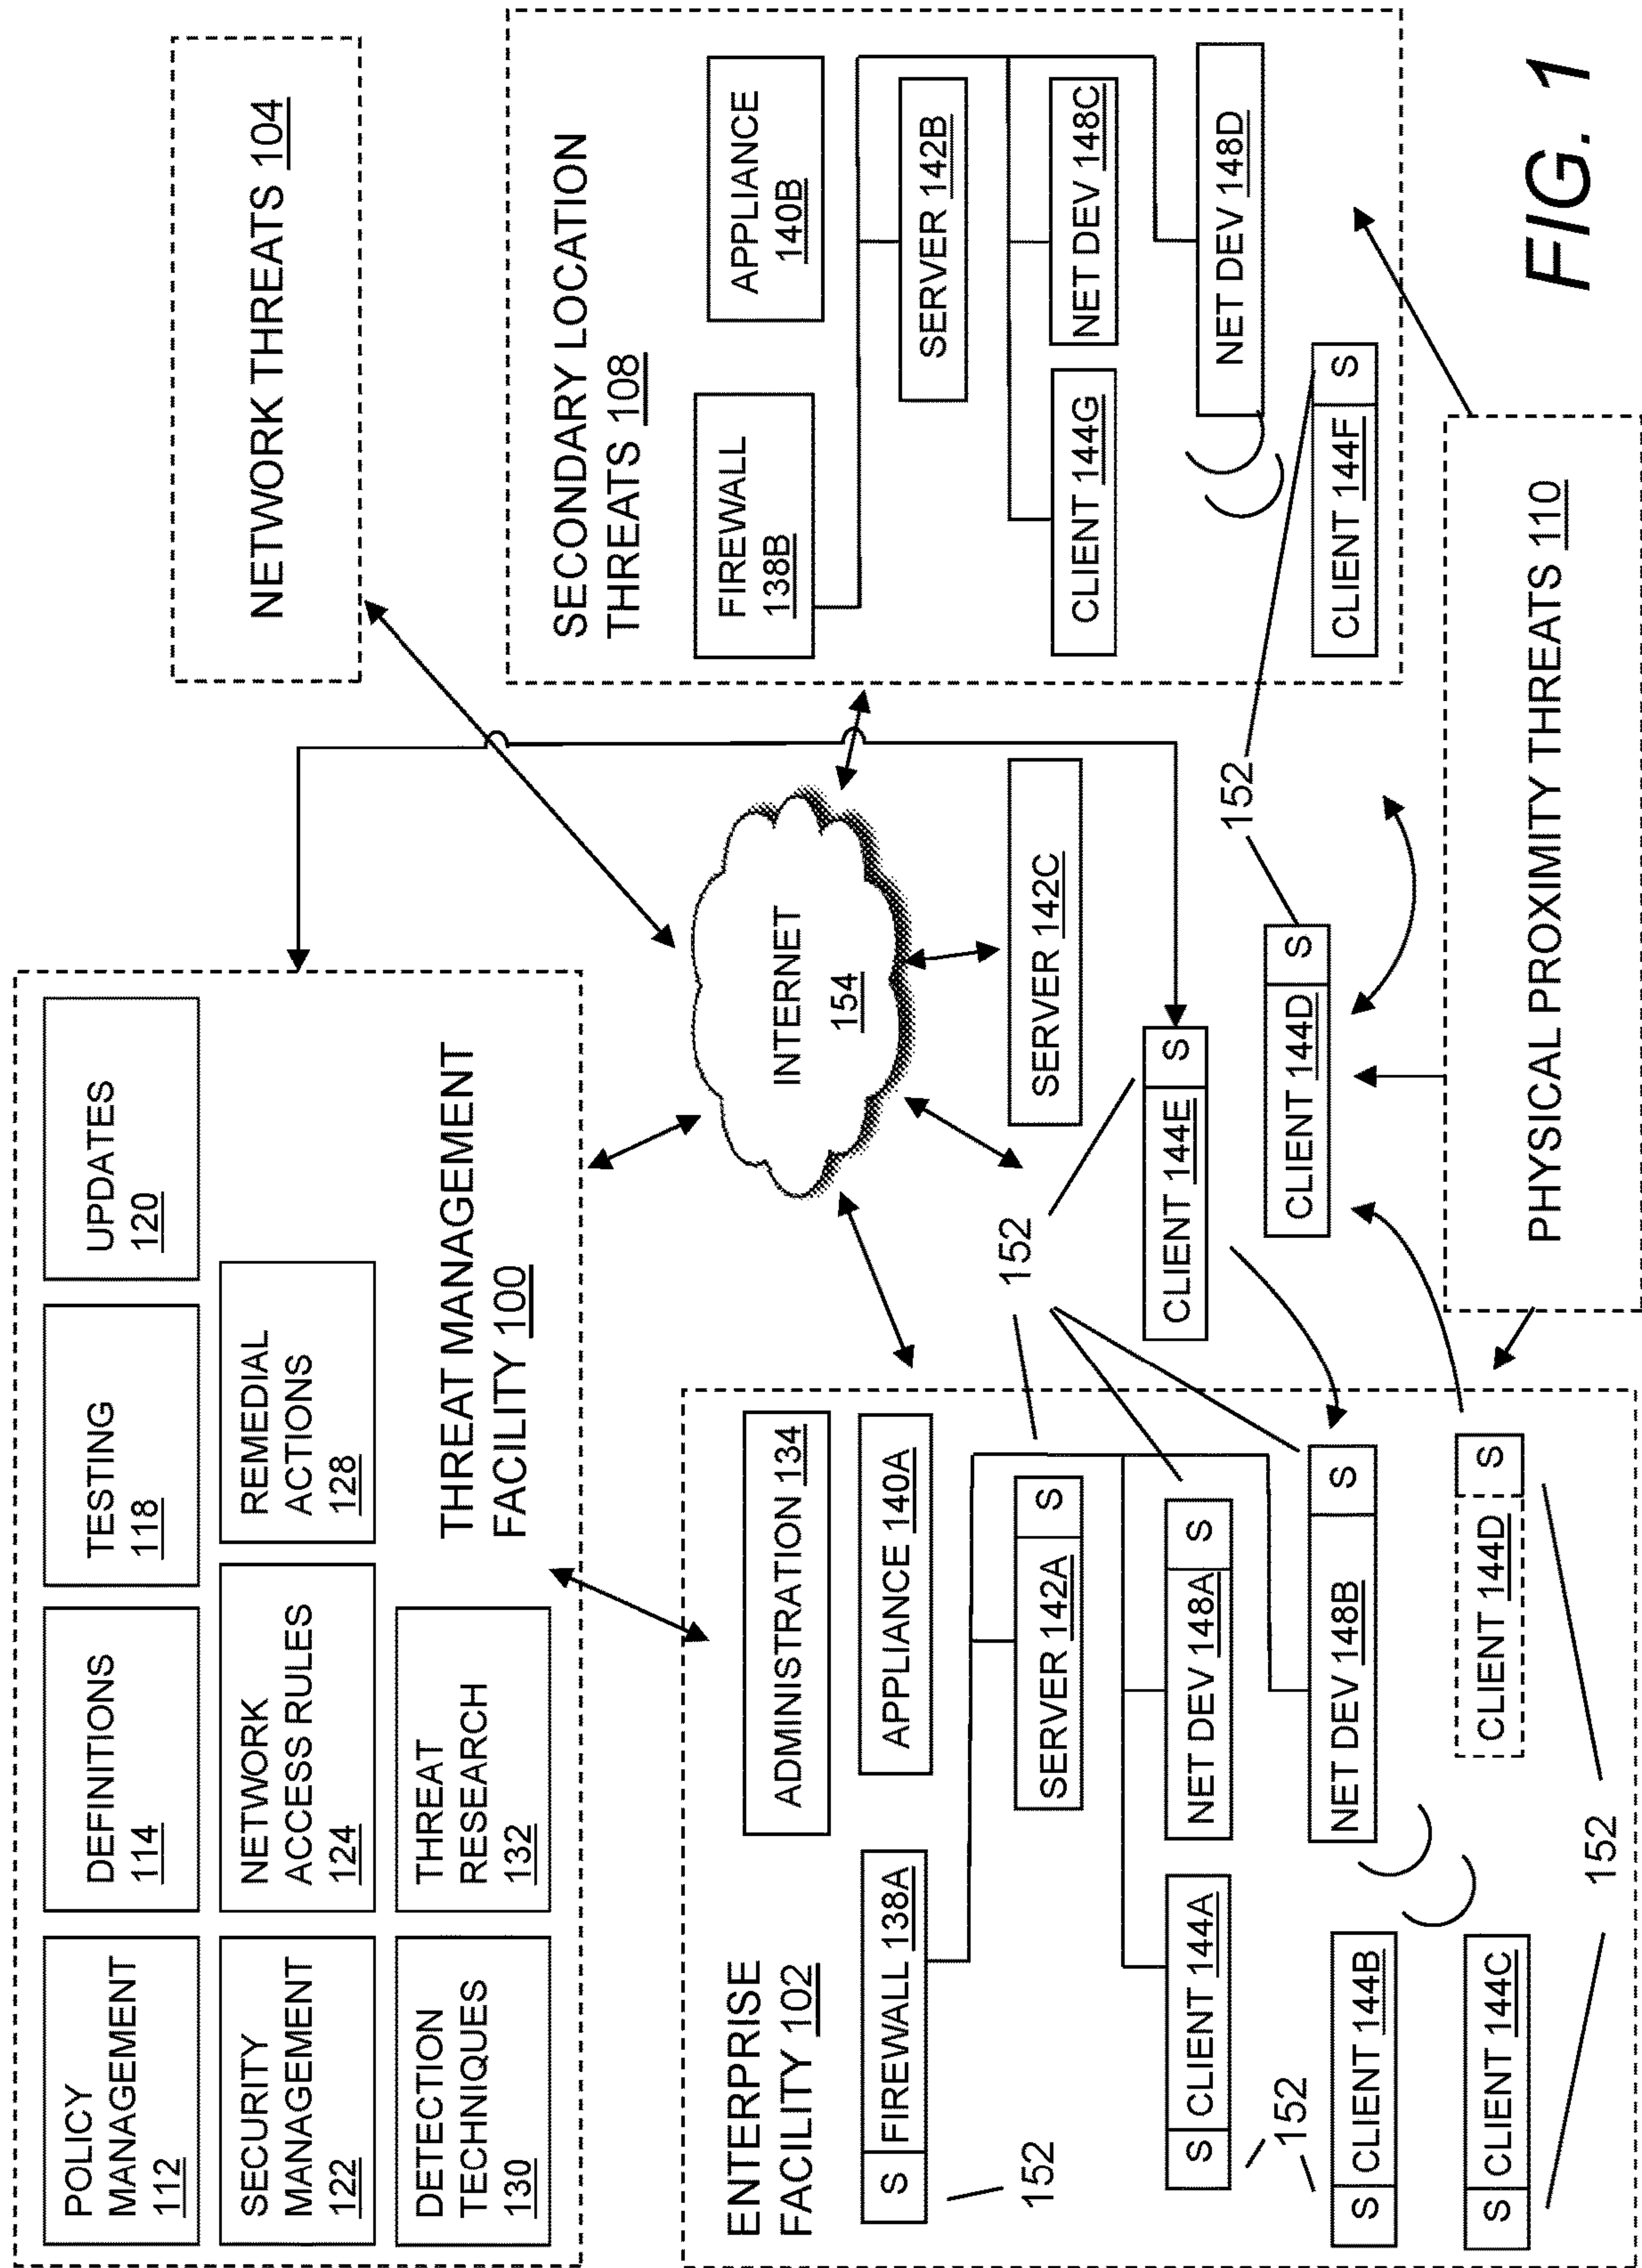 POLICY
MANAGEMENT
112
DEFINITIONS
114
TESTING
118
UPDATES
120
SECURITY
MANAGEMENT
122
NETWORK
ACCESS RULES
124
REMEDIAL
ACTIONS
128
DETECTION
TECHNIQUES
130
THREAT
RESEARCH
132
THREAT MANAGEMENT
FACILITY 100
NETWORK THREATS 104
ENTERPRISE
FACILITY 102
ADMINISTRATION 134
S FIREWALL 138A
APPLIANCE 140A
152
SERVER 142A S
S CLIENT 144A
NET DEV 148A S
152
S CLIENT 144B
NET DEV 148B S
S CLIENT 144C
CLIENT 144D S
152
INTERNET
154
152
SERVER 142C
CLIENT 144E S
152
CLIENT 144D S
SECONDARY LOCATION
THREATS 108
FIREWALL
138B
APPLIANCE
140B
SERVER 142B
CLIENT 144G
NET DEV 148C
NET DEV 148D
CLIENT 144F S
PHYSICAL PROXIMITY THREATS 110
FIG. 1